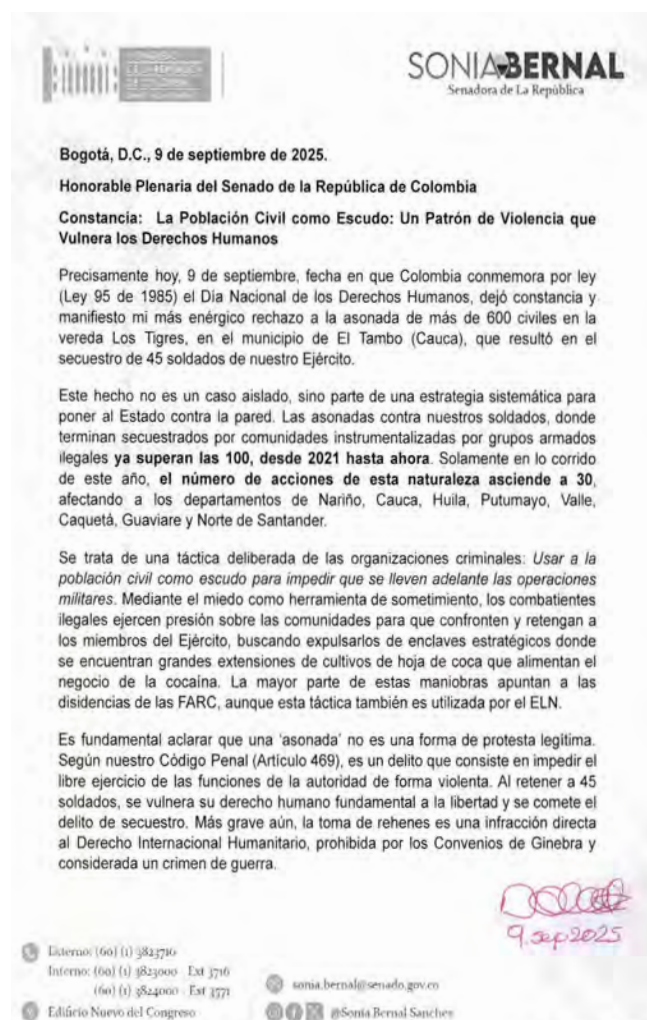 SONIA BERNAL
Senadora de La República
Bogotá, D.C., 9 de septiembre de 2025.
Honorable Plenaria del Senado de la República de Colombia
Constancia: La Población Civil como Escudo: Un Patrón de Violencia que
Vulnera los Derechos Humanos
Precisamente hoy, 9 de septiembre, fecha en que Colombia conmemora por ley
(Ley 95 de 1985) el Día Nacional de los Derechos Humanos, dejó constancia y
manifiesto mi más enérgico rechazo a la asonada de más de 600 civiles en la
vereda Los Tigres, en el municipio de El Tambo (Cauca), que resultó en el
secuestro de 45 soldados de nuestro Ejército.
Este hecho no es un caso aislado, sino parte de una estrategia sistemática para
poner al Estado contra la pared. Las asonadas contra nuestros soldados, donde
terminan secuestrados por comunidades instrumentalizadas por grupos armados
ilegales ya superan las 100, desde 2021 hasta ahora. Solamente en lo corrido
de este año, el número de acciones de esta naturaleza asciende a 30,
afectando a los departamentos de Nariño, Cauca, Huila, Putumayo, Valle,
Caquetá, Guaviare y Norte de Santander.
Se trata de una táctica deliberada de las organizaciones criminales: Usar a la
población civil como escudo para impedir que se lleven adelante las operaciones
militares. Mediante el miedo como herramienta de sometimiento, los combatientes
ilegales ejercen presión sobre las comunidades para que confronten y retengan a
los miembros del Ejército, buscando expulsarlos de enclaves estratégicos donde
se encuentran grandes extensiones de cultivos de hoja de coca que alimentan el
negocio de la cocaína. La mayor parte de estas maniobras apuntan a las
disidencias de las FARC, aunque esta táctica también es utilizada por el ELN.
Es fundamental aclarar que una 'asonada' no es una forma de protesta legítima.
Según nuestro Código Penal (Artículo 469), es un delito que consiste en impedir el
libre ejercicio de las funciones de la autoridad de forma violenta. Al retener a 45
soldados, se vulnera su derecho humano fundamental a la libertad y se comete el
delito de secuestro. Más grave aún, la toma de rehenes es una infracción directa
al Derecho Internacional Humanitario, prohibida por los Convenios de Ginebra y
considerada un crimen de guerra.
9. sep 2025
Externo: (60) (1) 3823716
Interno: (60) (1) 3823000 Ext 3716
(60) (1) 3824000 Ext 3771
Edificio Nuevo del Congreso
sonia.bernal@senado.gov.co
@Sonia Bernal Sanchez